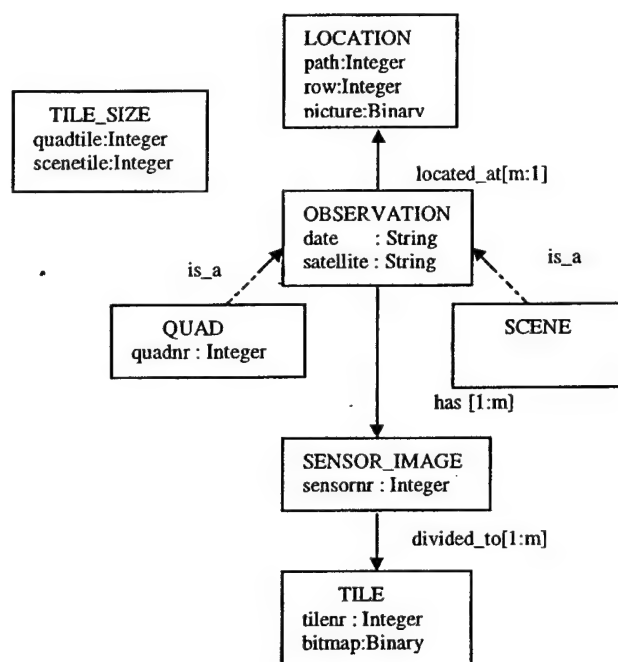 LOCATION
path:Integer
row:Integer
picture:Binary
TILE_SIZE
quadtile:Integer
scenetile:Integer
located_at[m:1]
OBSERVATION
date : String
satellite : String
is_a
is_a
QUAD
quadnr : Integer
SCENE
has [1:m]
SENSOR_IMAGE
sensornr : Integer
divided_to[1:m]
TILE
tilenr : Integer
bitmap:Binary